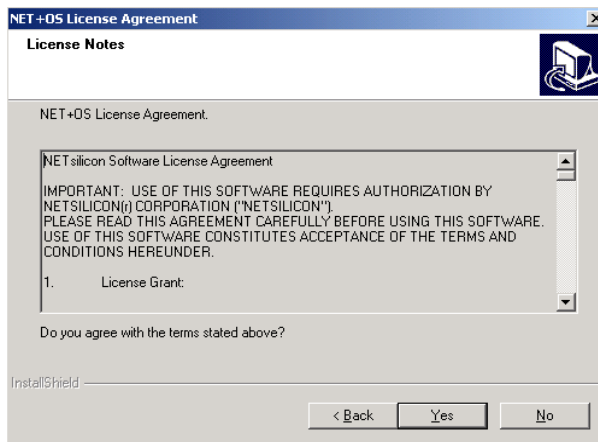 NET+OS License Agreement
License Notes
NET+OS License Agreement.
NETsilicon Software License Agreement
IMPORTANT: USE OF THIS SOFTWARE REQUIRES AUTHORIZATION BY
NETSILICON(r) CORPORATION ("NETSILICON").
PLEASE READ THIS AGREEMENT CAREFULLY BEFORE USING THIS SOFTWARE.
USE OF THIS SOFTWARE CONSTITUTES ACCEPTANCE OF THE TERMS AND
CONDITIONS HEREUNDER.
1. License Grant:
Do you agree with the terms stated above?
InstallShield
< Back Yes No